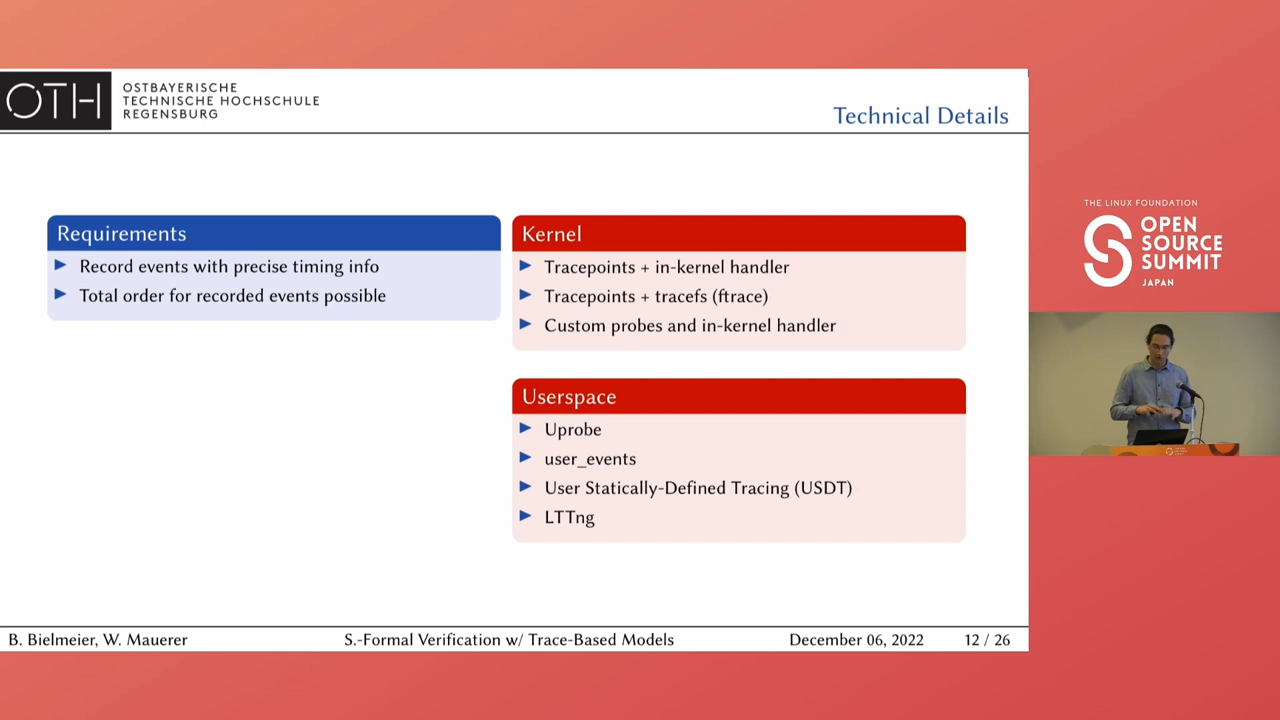 OTH
OSTBAYERISCHE
TECHNISCHE HOCHSCHULE
REGENSBURG
Technical Details
Requirements
Record events with precise timing info
Total order for recorded events possible
Kernel
Tracepoints + in-kernel handler
Tracepoints + tracefs (ftrace)
Custom probes and in-kernel handler
Userspace
Uprobe
user_events
User Statically-Defined Tracing (USDT)
LTTng
B. Bielmeier, W. Mauerer
S.-Formal Verification w/ Trace-Based Models
December 06, 2022
12 / 26
THE LINUX FOUNDATION
OPEN
SOURCE
SUMMIT
JAPAN